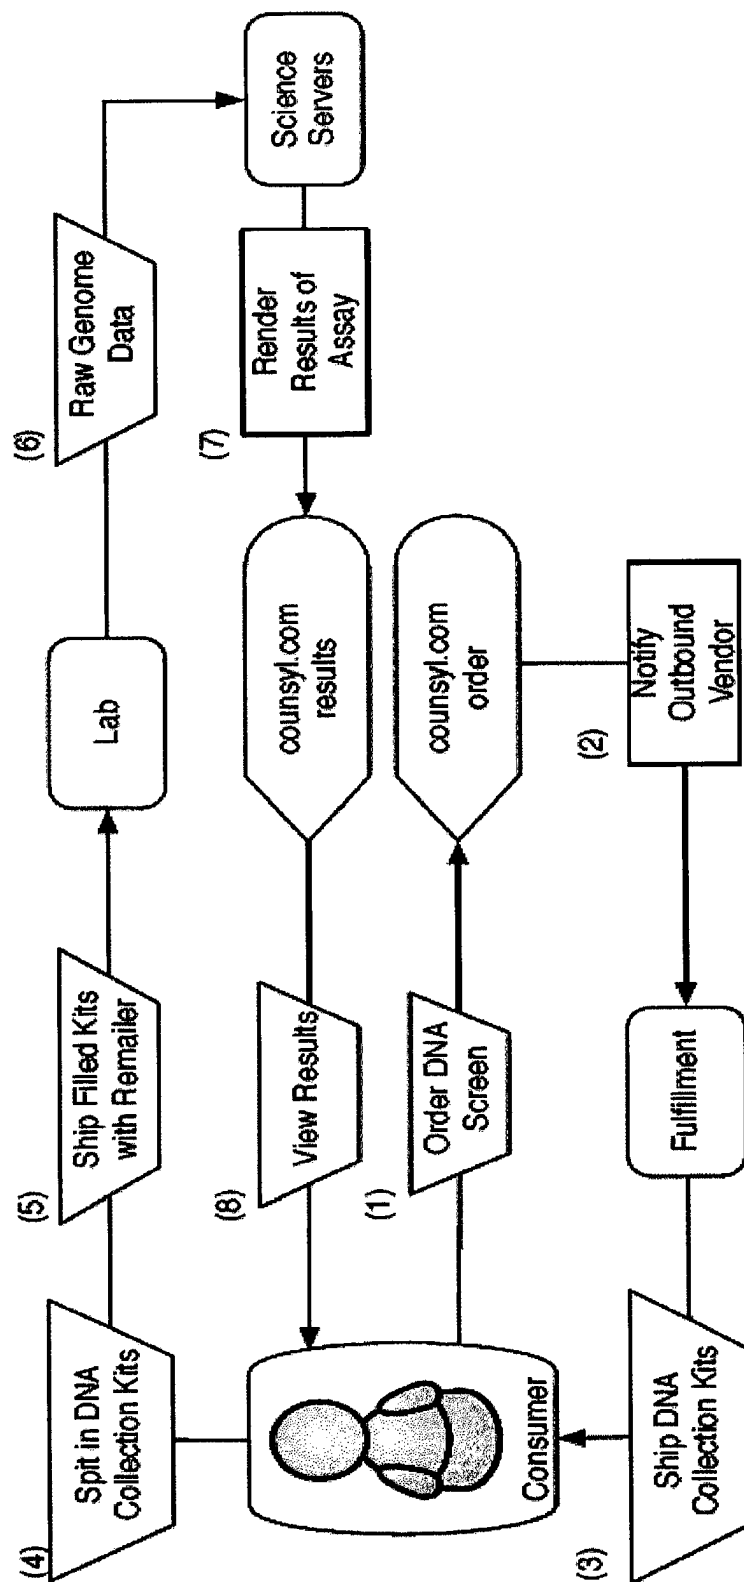 (4)
Spit in DNA
Collection Kits
(5)
Ship Filled Kits
with Remailer
Lab
(6)
Raw Genome
Data
Science
Servers
(7)
Render
Results of
Assay
counsyl.com
results
(8)
View Results
Consumer
(1)
Order DNA
Screen
counsyl.com
order
(2)
Notify
Outbound
Vendor
Fulfillment
(3)
Ship DNA
Collection Kits